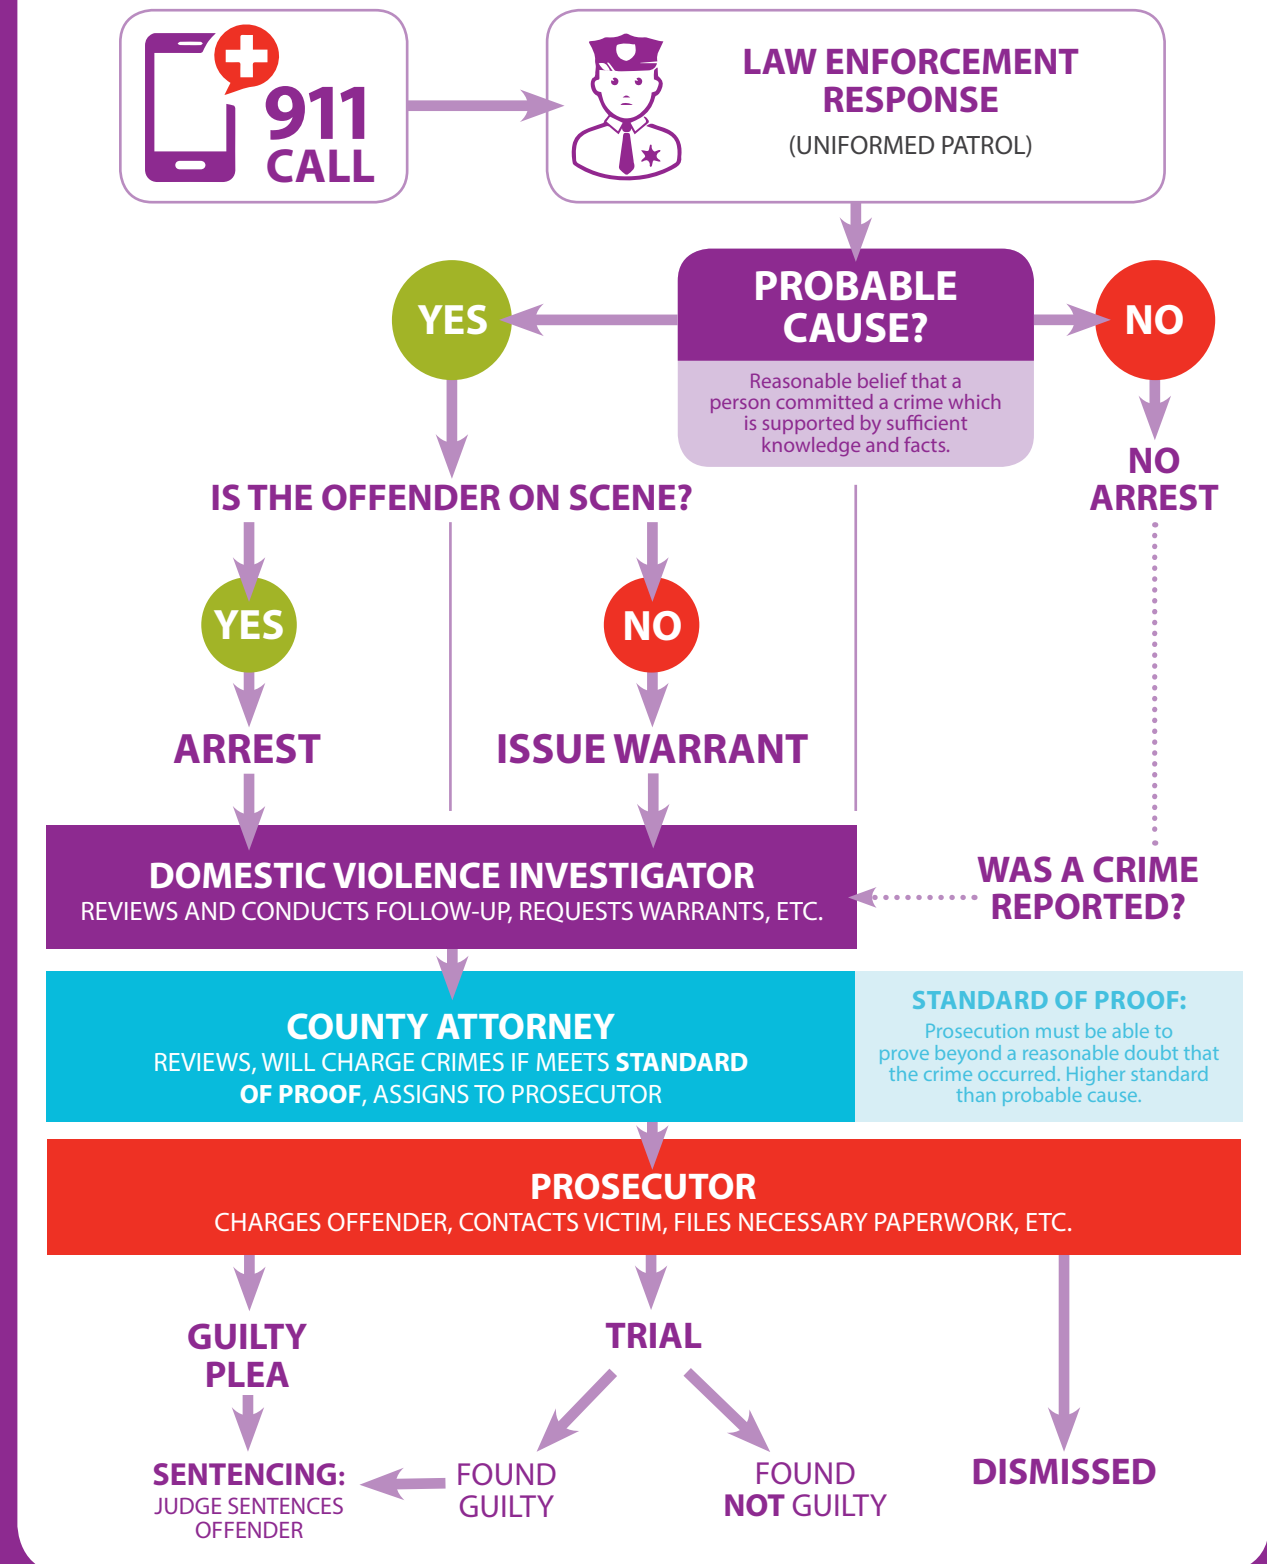 911
CALL
LAW ENFORCEMENT
RESPONSE
(UNIFORMED PATROL)
YES
PROBABLE
CAUSE?
NO
Reasonable belief that a
person committed a crime which
is supported by sufficient
knowledge and facts.
NO
ARREST
IS THE OFFENDER ON SCENE?
YES
NO
ARREST
ISSUE WARRANT
DOMESTIC VIOLENCE INVESTIGATOR
REVIEWS AND CONDUCTS FOLLOW-UP, REQUESTS WARRANTS, ETC.
WAS A CRIME
REPORTED?
COUNTY ATTORNEY
REVIEWS, WILL CHARGE CRIMES IF MEETS STANDARD
OF PROOF, ASSIGNS TO PROSECUTOR
STANDARD OF PROOF:
Prosecution must be able to
prove beyond a reasonable doubt that
the crime occurred. Higher standard
than probable cause.
PROSECUTOR
CHARGES OFFENDER, CONTACTS VICTIM, FILES NECESSARY PAPERWORK, ETC.
GUILTY
PLEA
TRIAL
SENTENCING:
JUDGE SENTENCES
OFFENDER
FOUND
GUILTY
FOUND
NOT GUILTY
DISMISSED